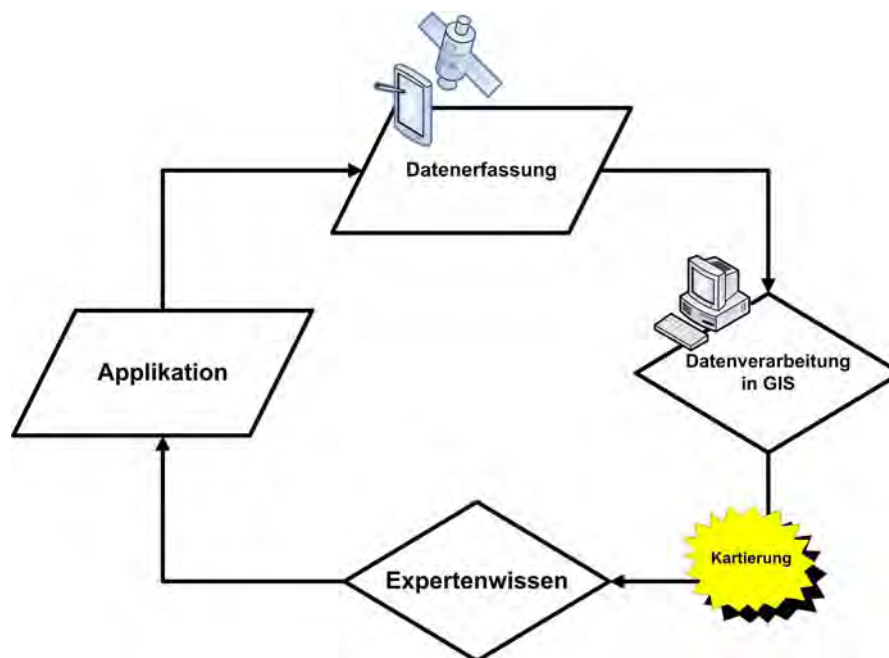 Datenerfassung
Datenverarbeitung
in GIS
Kartierung
Expertenwissen
Applikation